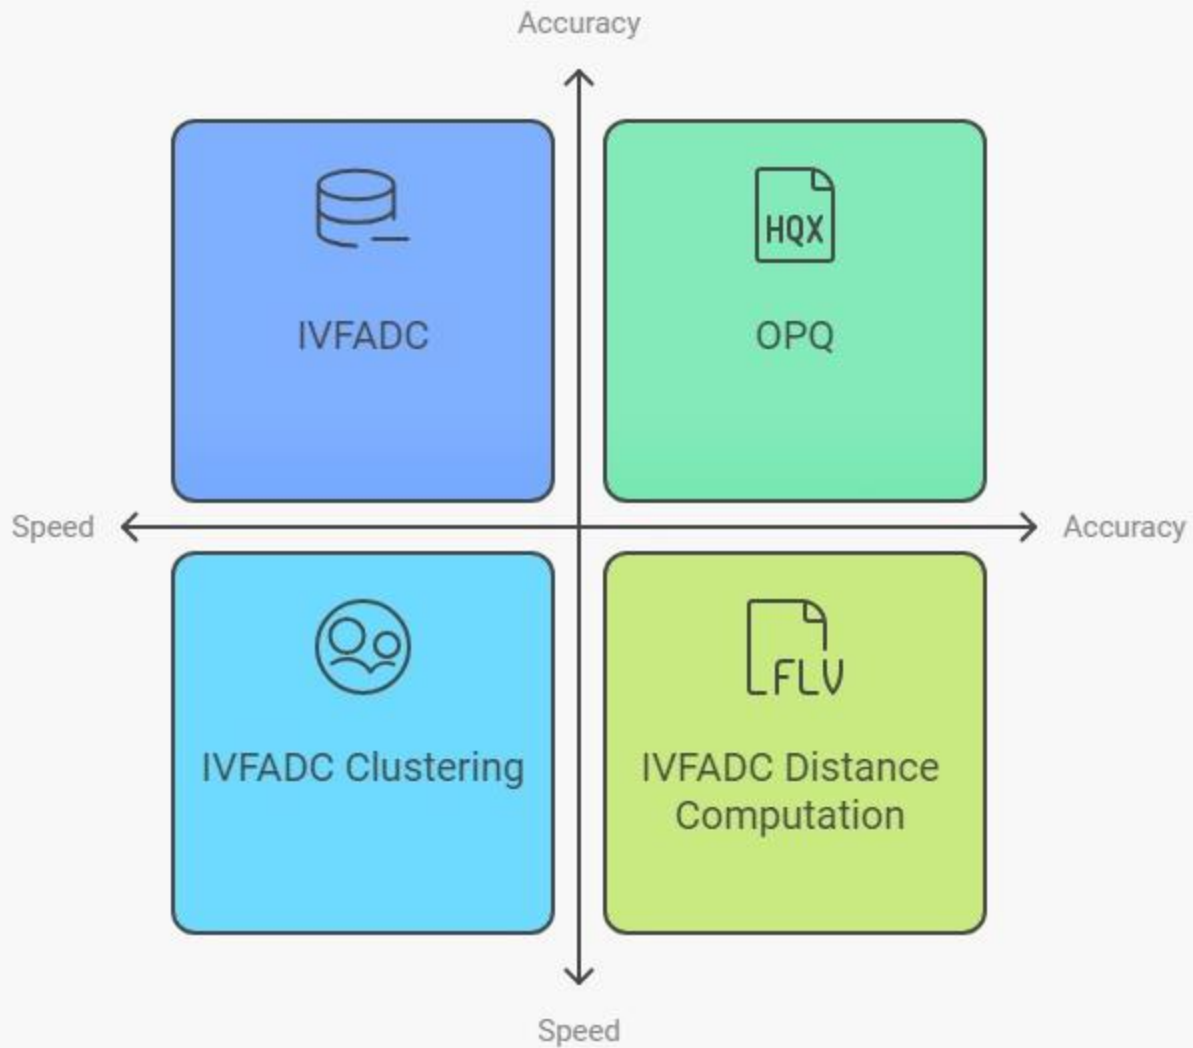 Accuracy
HQX
IVFADC
OPQ
Speed
Accuracy
FLV
IVFADC Clustering
IVFADC Distance
Computation
Speed